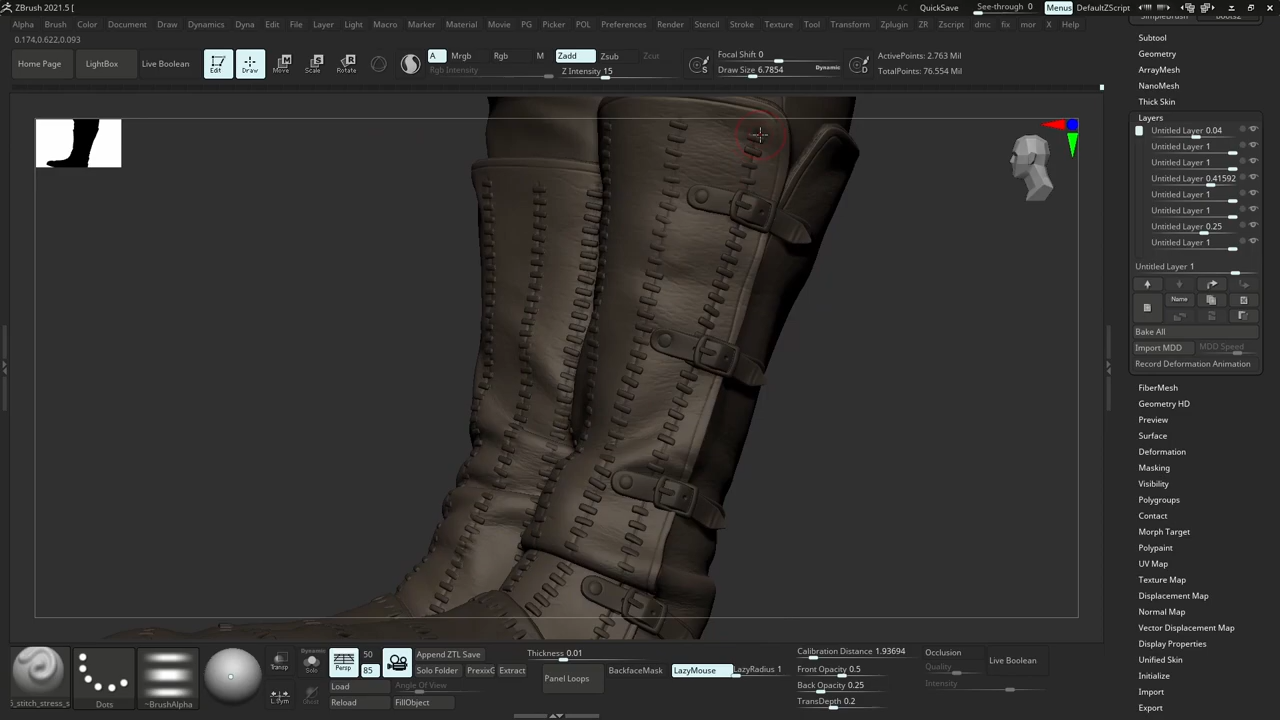 ZBrush 2021.5 [
AC QuickSave See-through 0 Menus DefaultZScript
Alpha Brush Color Document Draw Dynamics Edit File Layer Light Macro Marker Material Movie PG Picker POL Preferences Render Stencil Stroke Texture Tool Transform Zplugin ZR Zscript dmc fix mor X Help
0.174,0.622,0.093
Home Page LightBox Live Boolean Edit Draw Move Scale Rotate
A Mrgb Rgb M Zadd Zsub Zcut
Rgb Intensity Z Intensity 15
Focal Shift 0
Draw Size 6.7854 Dynamic
S D
ActivePoints: 2.763 Mil
TotalPoints: 76.554 Mil
SimpleBrush
Subtool
Geometry
ArrayMesh
NanoMesh
Thick Skin
Layers
Untitled Layer 0.04
Untitled Layer 1
Untitled Layer 1
Untitled Layer 0.41592
Untitled Layer 1
Untitled Layer 1
Untitled Layer 0.25
Untitled Layer 1
Untitled Layer 1
Name
Bake All
Import MDD MDD Speed
Record Deformation Animation
FiberMesh
Geometry HD
Preview
Surface
Deformation
Masking
Visibility
Polygroups
Contact
Morph Target
Polypaint
UV Map
Texture Map
Displacement Map
Normal Map
Vector Displacement Map
Display Properties
Unified Skin
Initialize
Import
Export
_stitch_stress_s
Dots
~BrushAlpha
Transp
L.Sym
Dynamic
Solo
Ghost
Persp
50
85
Load
Reload
Angle Of View
Append ZTL Save
Solo Folder PrexixC Extract
FillObject
Thickness 0.01
Panel Loops
BackfaceMask LazyMouse LazyRadius 1
Calibration Distance 1.93694
Front Opacity 0.5
Back Opacity 0.25
TransDepth 0.2
Occlusion
Quality
Intensity
Live Boolean